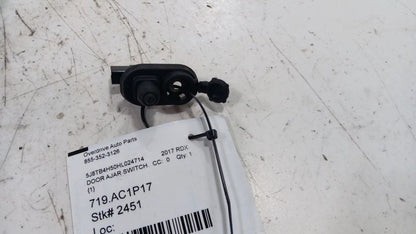 Overdrive Auto Parts
855-352-3126
5J8TB4H50HL024714 2017 RDX
DOOR AJAR SWITCH. CC: 0 Qty 1
(1)
719.AC1P17
Stk# 2451
Loc: